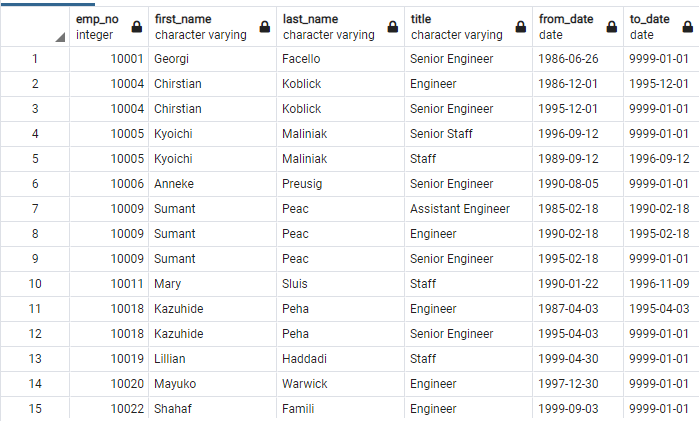 emp_no first_name last_name title from_date to_date
integer character varying character varying character varying date date
1 10001 Georgi Facello Senior Engineer 1986-06-26 9999-01-01
2 10004 Chirstian Koblick Engineer 1986-12-01 1995-12-01
3 10004 Chirstian Koblick Senior Engineer 1995-12-01 9999-01-01
4 10005 Kyoichi Maliniak Senior Staff 1996-09-12 9999-01-01
5 10005 Kyoichi Maliniak Staff 1989-09-12 1996-09-12
6 10006 Anneke Preusig Senior Engineer 1990-08-05 9999-01-01
7 10009 Sumant Peac Assistant Engineer 1985-02-18 1990-02-18
8 10009 Sumant Peac Engineer 1990-02-18 1995-02-18
9 10009 Sumant Peac Senior Engineer 1995-02-18 9999-01-01
10 10011 Mary Sluis Staff 1990-01-22 1996-11-09
11 10018 Kazuhide Peha Engineer 1987-04-03 1995-04-03
12 10018 Kazuhide Peha Senior Engineer 1995-04-03 9999-01-01
13 10019 Lillian Haddadi Staff 1999-04-30 9999-01-01
14 10020 Mayuko Warwick Engineer 1997-12-30 9999-01-01
15 10022 Shahaf Famili Engineer 1999-09-03 9999-01-01